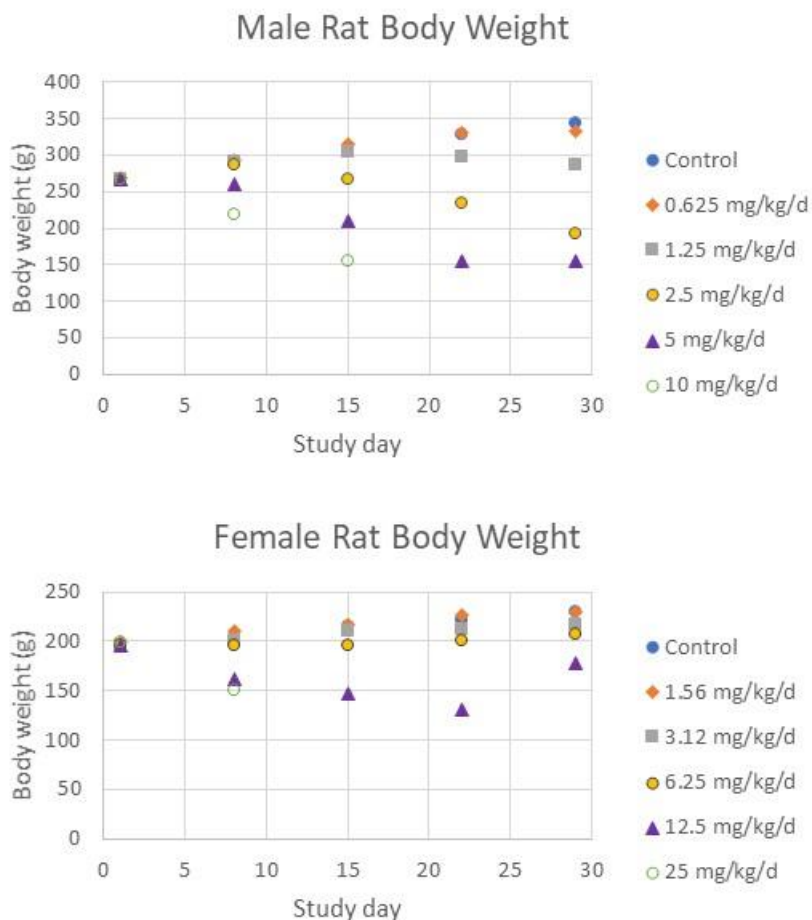 Male Rat Body Weight
400
350
300
250
200
150
100
50
0
Body weight (g)
0 5 10 15 20 25 30
Study day
Control
0.625 mg/kg/d
1.25 mg/kg/d
2.5 mg/kg/d
5 mg/kg/d
10 mg/kg/d
Female Rat Body Weight
250
200
150
100
50
0
Body weight (g)
0 5 10 15 20 25 30
Study day
Control
1.56 mg/kg/d
3.12 mg/kg/d
6.25 mg/kg/d
12.5 mg/kg/d
25 mg/kg/d